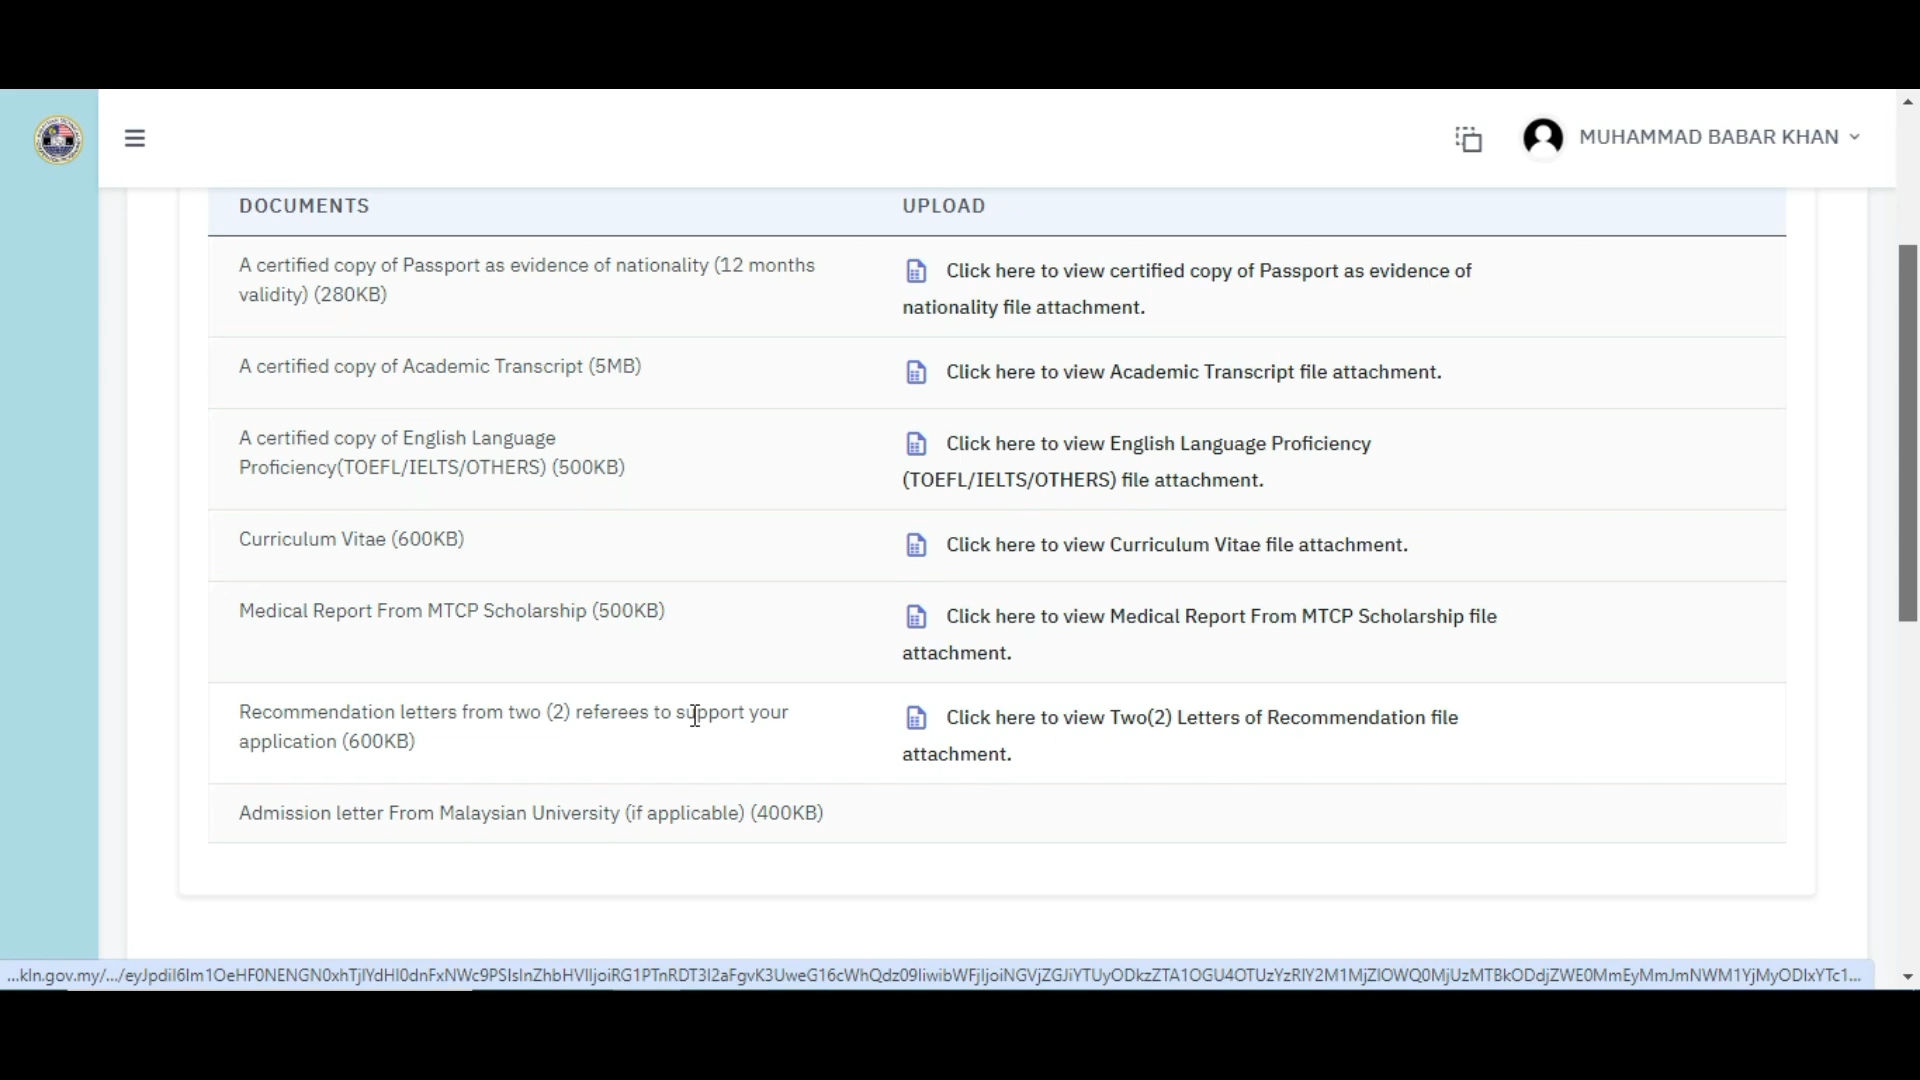 MUHAMMAD BABAR KHAN
DOCUMENTS
UPLOAD
A certified copy of Passport as evidence of nationality (12 months
validity) (280KB)
Click here to view certified copy of Passport as evidence of
nationality file attachment.
A certified copy of Academic Transcript (5MB)
Click here to view Academic Transcript file attachment.
A certified copy of English Language
Proficiency(TOEFL/IELTS/OTHERS) (500KB)
Click here to view English Language Proficiency
(TOEFL/IELTS/OTHERS) file attachment.
Curriculum Vitae (600KB)
Click here to view Curriculum Vitae file attachment.
Medical Report From MTCP Scholarship (500KB)
Click here to view Medical Report From MTCP Scholarship file
attachment.
Recommendation letters from two (2) referees to support your
application (600KB)
Click here to view Two(2) Letters of Recommendation file
attachment.
Admission letter From Malaysian University (if applicable) (400KB)